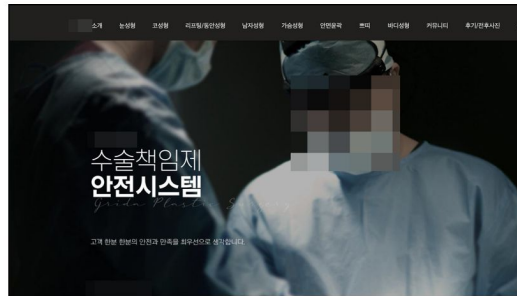 소개 눈성형 코성형 리프팅/동안성형 남자성형 가슴성형 안면윤곽 쁘띠 바디성형 커뮤니티 후기/전후사진
수술책임제
안전시스템
고객 한분 한분의 안전과 만족을 최우선으로 생각합니다.